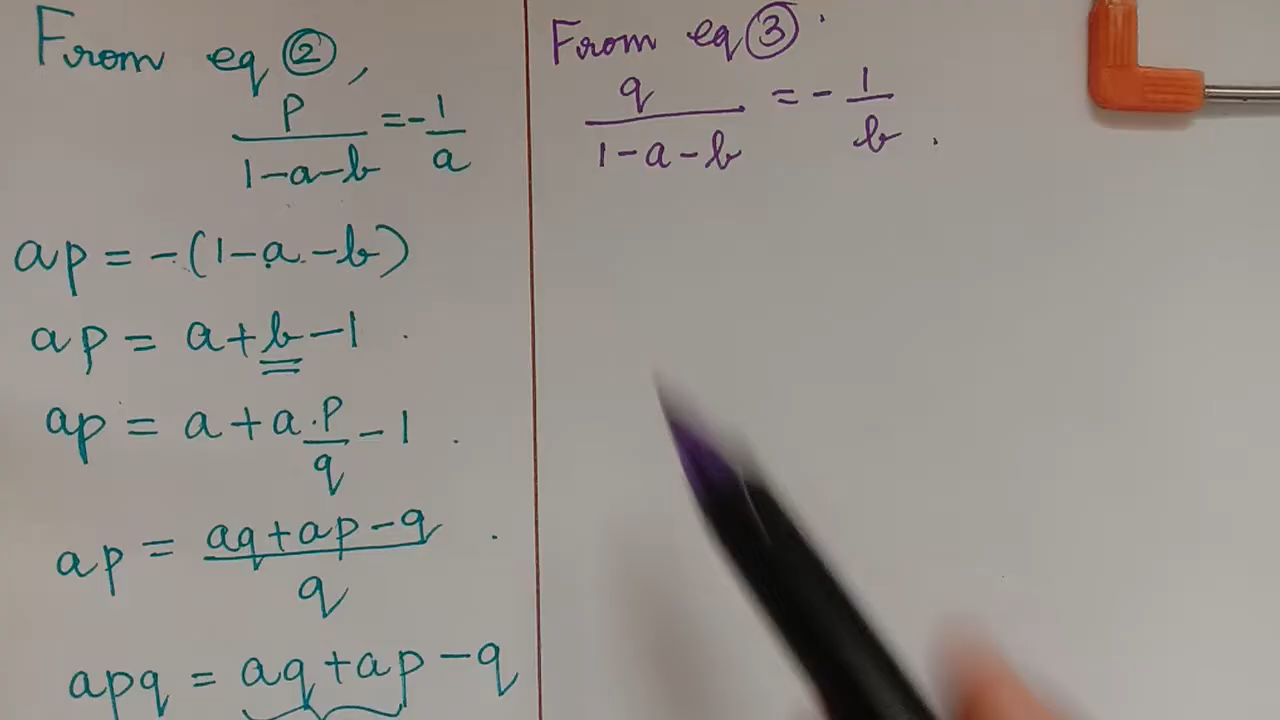 From eq ②,
p/(1-a-b) = -1/a
ap = -(1-a-b)
ap = a+b-1
ap = a+a.p/q-1
ap = (aq+ap-q)/q
apq = aq+ap-q
From eq ③
q/(1-a-b) = -1/b.